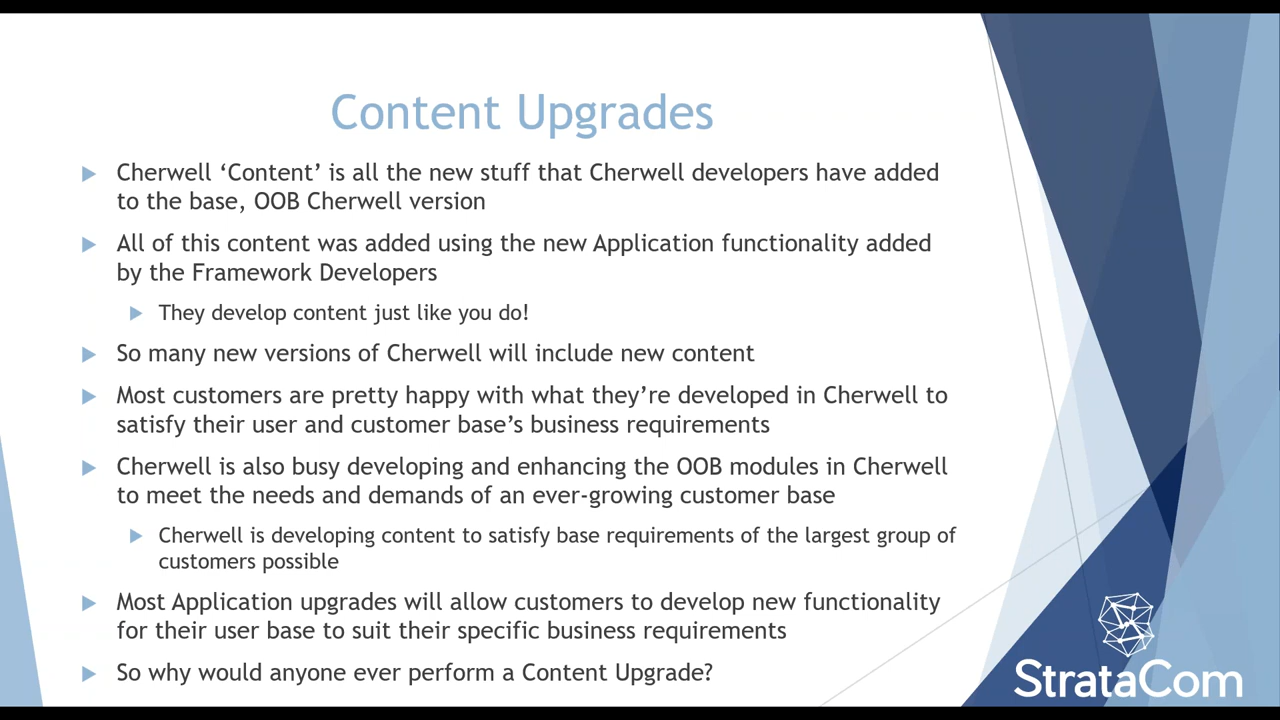 Content Upgrades
Cherwell ‘Content’ is all the new stuff that Cherwell developers have added
to the base, OOB Cherwell version
All of this content was added using the new Application functionality added
by the Framework Developers
They develop content just like you do!
So many new versions of Cherwell will include new content
Most customers are pretty happy with what they’re developed in Cherwell to
satisfy their user and customer base’s business requirements
Cherwell is also busy developing and enhancing the OOB modules in Cherwell
to meet the needs and demands of an ever-growing customer base
Cherwell is developing content to satisfy base requirements of the largest group of
customers possible
Most Application upgrades will allow customers to develop new functionality
for their user base to suit their specific business requirements
So why would anyone ever perform a Content Upgrade?
StrataCom